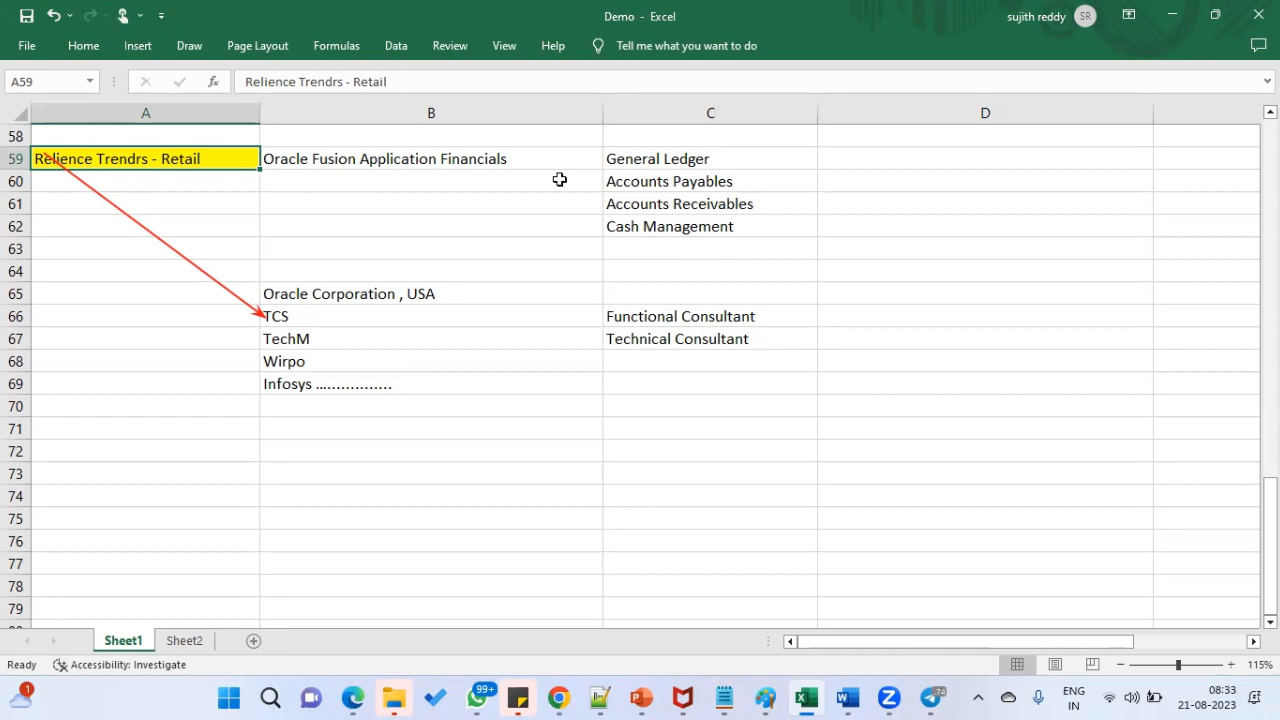 Demo - Excel
sujith reddy SR
File Home Insert Draw Page Layout Formulas Data Review View Help Tell me what you want to do
A59 fx Relience Trendrs - Retail
A B C D
58
59 Relience Trendrs - Retail Oracle Fusion Application Financials General Ledger
60 Accounts Payables
61 Accounts Receivables
62 Cash Management
63
64
65 Oracle Corporation , USA
66 TCS Functional Consultant
67 TechM Technical Consultant
68 Wirpo
69 Infosys ...............
70
71
72
73
74
75
76
77
78
79
Sheet1 Sheet2
Ready Accessibility: Investigate 115%
1 99+ 74 ENG 08:33
IN 21-08-2023